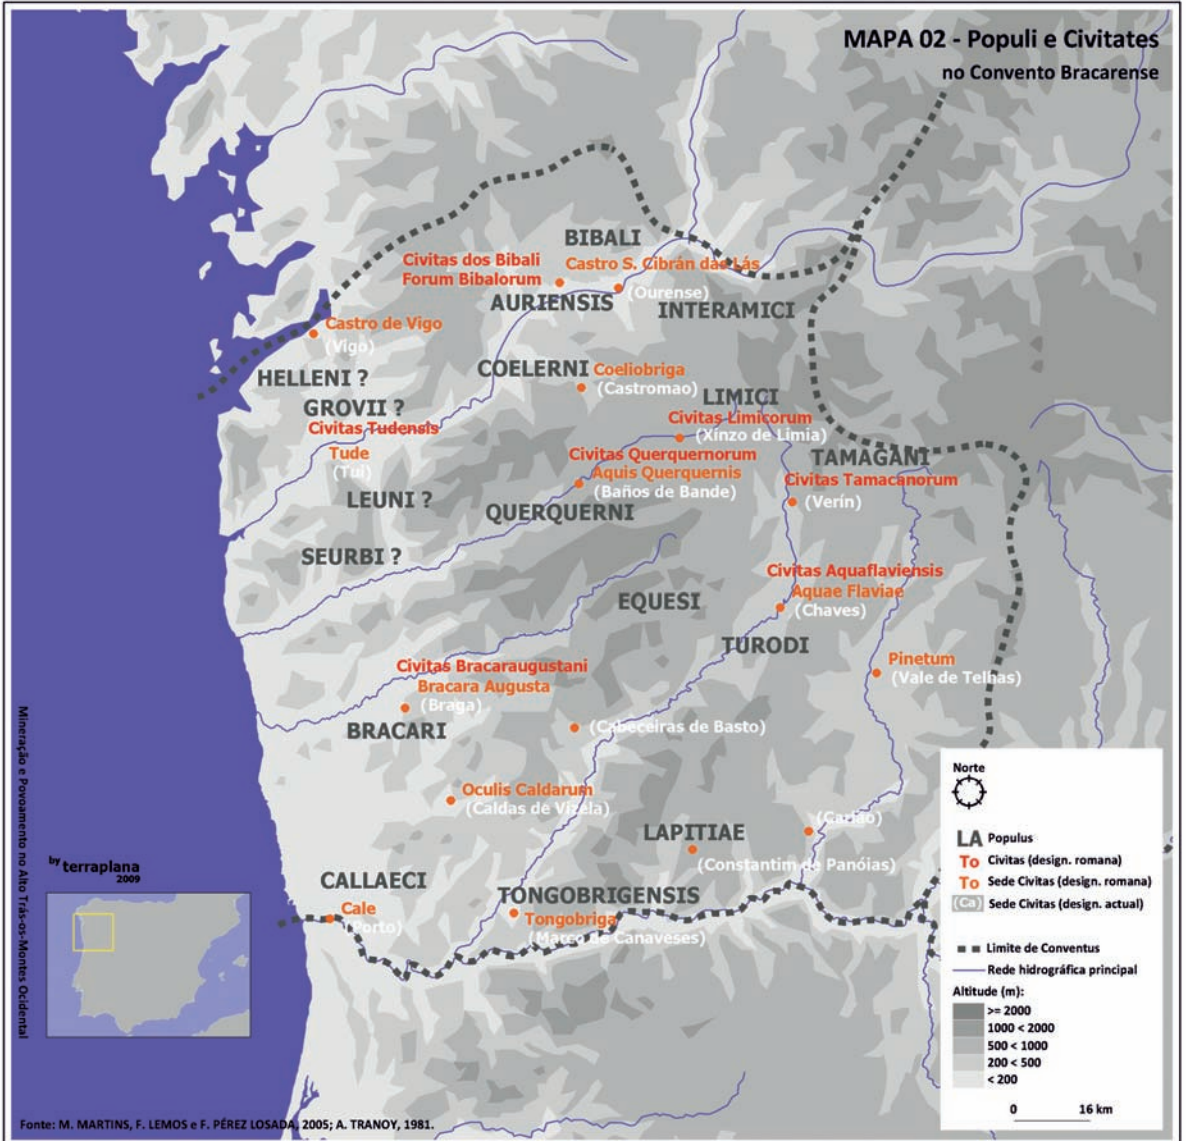 MAPA 02 - Populi e Civitates
no Convento Bracarense
BIBALI
Civitas dos Bibali
Forum Bibalorum
Castro S. Cibrán das Lás
(Ourense)
AURIENSIS
INTERAMICI
Castro de Vigo
(Vigo)
HELLENI ?
COELERNI
Coeliobriga
(Castromao)
GROVII ?
Civitas Tudensis
Tude
(Tui)
LIMICI
Civitas Limicorum
(Xinzo de Limia)
Civitas Querquernorum
Aquis Querquernis
(Baños de Bande)
TAMAGANI
Civitas Tamacanorum
(Verín)
LEUNI ?
QUERQUERNI
SEURBI ?
Civitas Aquaflaviensis
Aquae Flaviae
(Chaves)
EQUESI
TURODI
Pinetum
(Vale de Telhas)
Civitas Bracaraugustani
Bracara Augusta
(Braga)
BRACARI
(Cabeceiras de Basto)
Oculis Caldarum
(Caldas de Vizela)
(Carlão)
LAPITIAE
(Constantim de Panóias)
CALLAECI
Cale
(Porto)
TONGOBRIGENSIS
Tongobriga
(Marco de Canaveses)
Mineração e Povoamento no Alto Trás-os-Montes Ocidental
by terraplana
2009
Norte
LA Populus
To Civitas (design. romana)
To Sede Civitas (design. romana)
(Ca) Sede Civitas (design. actual)
Limite de Conventus
Rede hidrográfica principal
Altitude (m):
>= 2000
1000 < 2000
500 < 1000
200 < 500
< 200
0 16 km
Fonte: M. MARTINS, F. LEMOS e F. PÉREZ LOSADA, 2005; A. TRANOY, 1981.